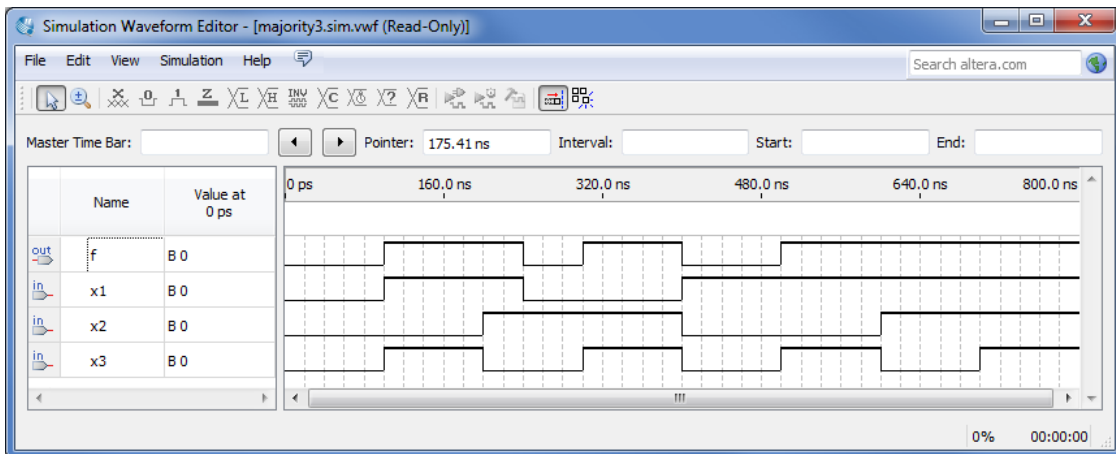 Simulation Waveform Editor - [majority3.sim.vwf (Read-Only)]
File Edit View Simulation Help Search altera.com
Master Time Bar: Pointer: 175.41 ns Interval: Start: End:
Name Value at 0 ps 0 ps 160.0 ns 320.0 ns 480.0 ns 640.0 ns 800.0 ns
out f B 0
in x1 B 0
in x2 B 0
in x3 B 0
0% 00:00:00